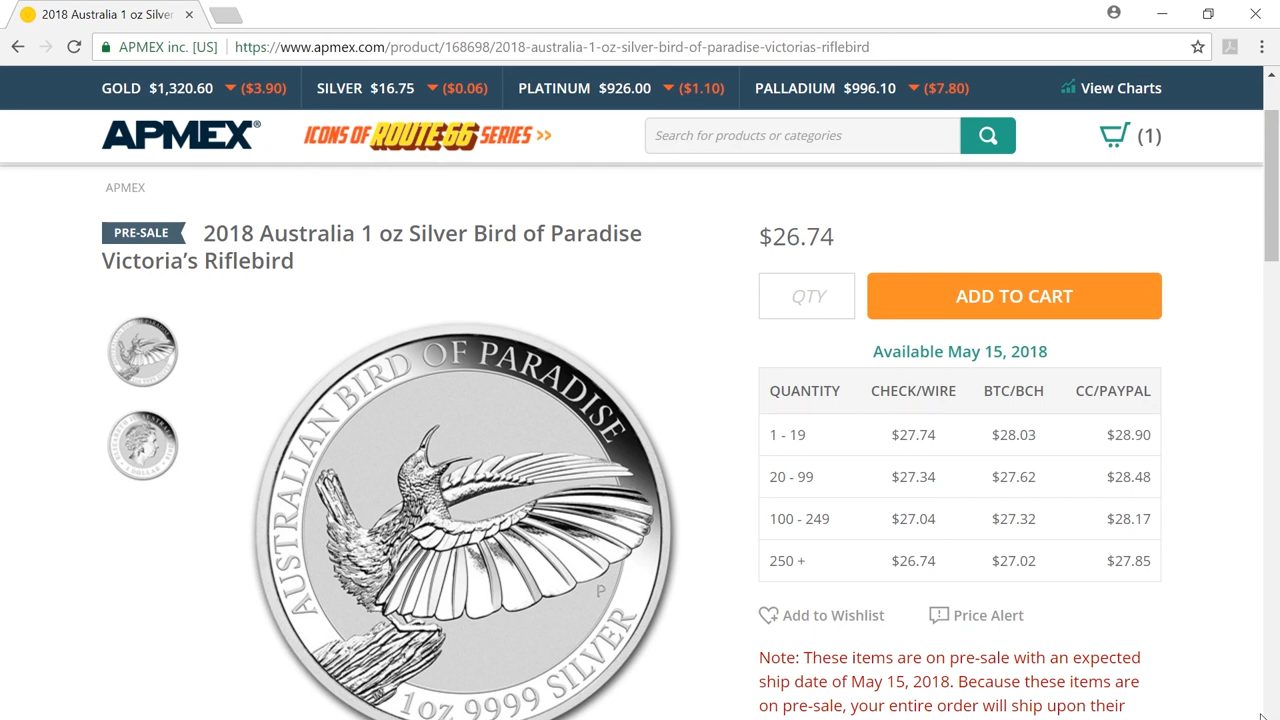 2018 Australia 1 oz Silver
APMEX inc. [US] https://www.apmex.com/product/168698/2018-australia-1-oz-silver-bird-of-paradise-victorias-riflebird
GOLD $1,320.60 ($3.90) SILVER $16.75 ($0.06) PLATINUM $926.00 ($1.10) PALLADIUM $996.10 ($7.80) View Charts
APMEX® ICONS OF ROUTE 66 SERIES >> Search for products or categories (1)
APMEX
PRE-SALE 2018 Australia 1 oz Silver Bird of Paradise
Victoria's Riflebird
$26.74
QTY ADD TO CART
Available May 15, 2018
QUANTITY CHECK/WIRE BTC/BCH CC/PAYPAL
1 - 19 $27.74 $28.03 $28.90
20 - 99 $27.34 $27.62 $28.48
100 - 249 $27.04 $27.32 $28.17
250 + $26.74 $27.02 $27.85
Add to Wishlist Price Alert
Note: These items are on pre-sale with an expected
ship date of May 15, 2018. Because these items are
on pre-sale, your entire order will ship upon their
AUSTRALIAN BIRD OF PARADISE
P
1oz 9999 SILVER